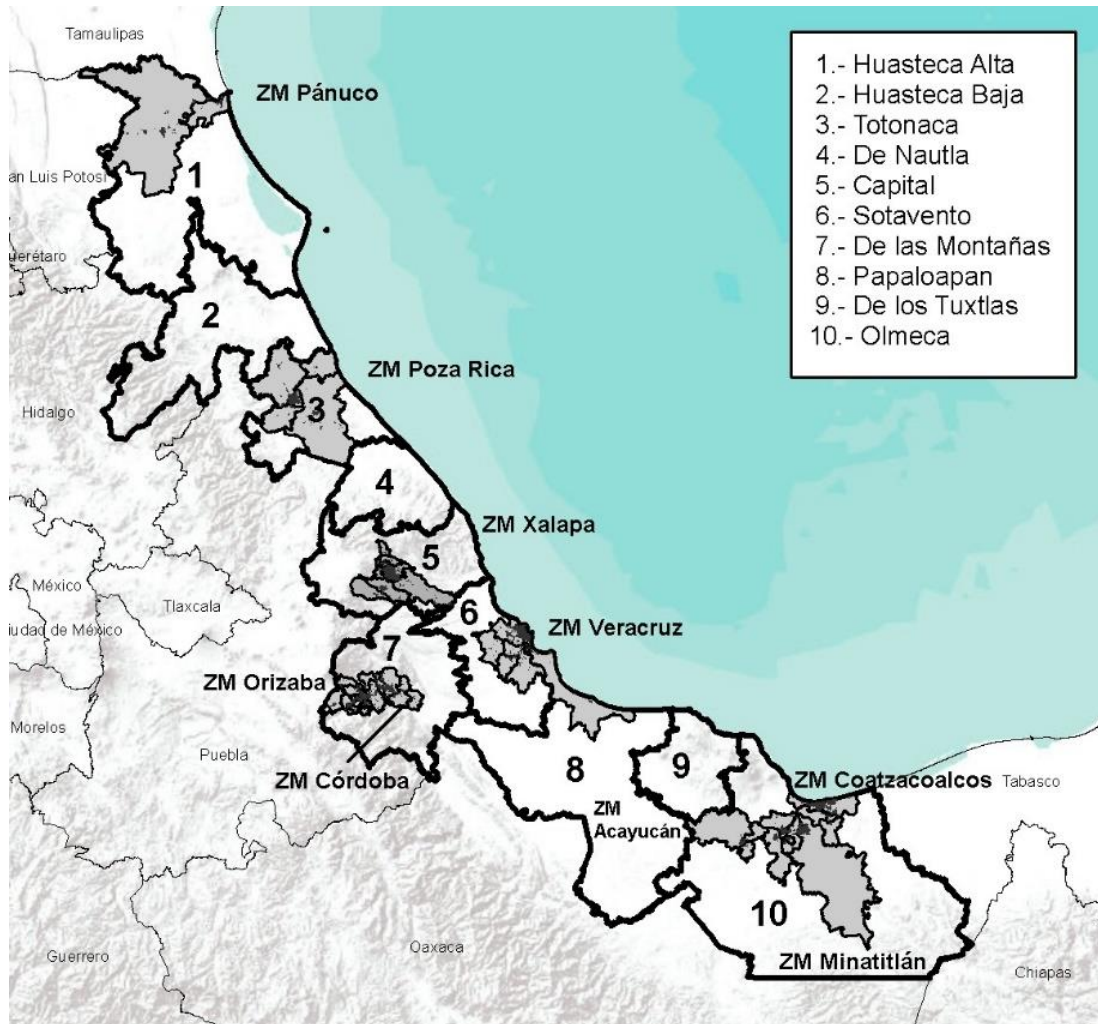 Tamaulipas
ZM Pánuco
an Luis Potosí
1
uerétaro
2
ZM Poza Rica
Hidalgo
3
4
ZM Xalapa
5
México
Tlaxcala
iudad de México
6
ZM Veracruz
7
ZM Orizaba
Morelos
Puebla
ZM Córdoba
8
9
ZM Coatzacoalcos
Tabasco
ZM
Acayucán
10
Oaxaca
Guerrero
ZM Minatitlán
Chiapas
1.- Huasteca Alta
2.- Huasteca Baja
3.- Totonaca
4.- De Nautla
5.- Capital
6.- Sotavento
7.- De las Montañas
8.- Papaloapan
9.- De los Tuxtlas
10.- Olmeca